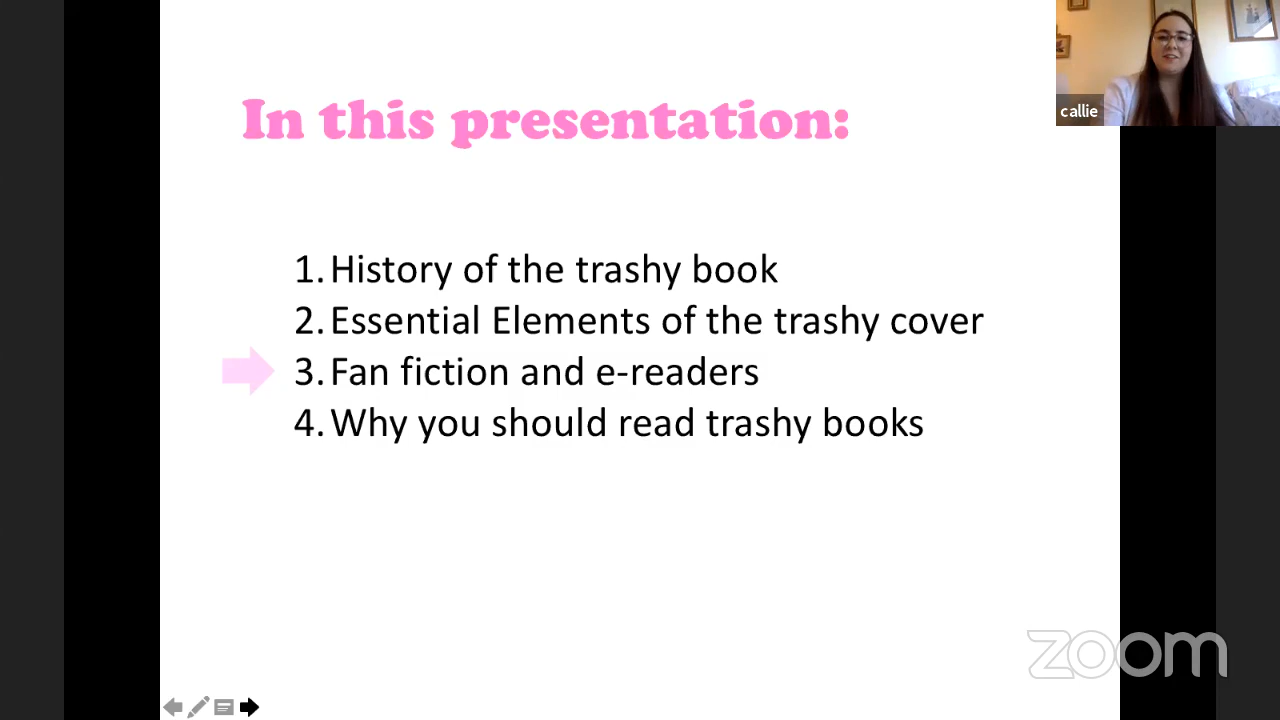 In this presentation:
callie
1. History of the trashy book
2. Essential Elements of the trashy cover
3. Fan fiction and e-readers
4. Why you should read trashy books
zoom